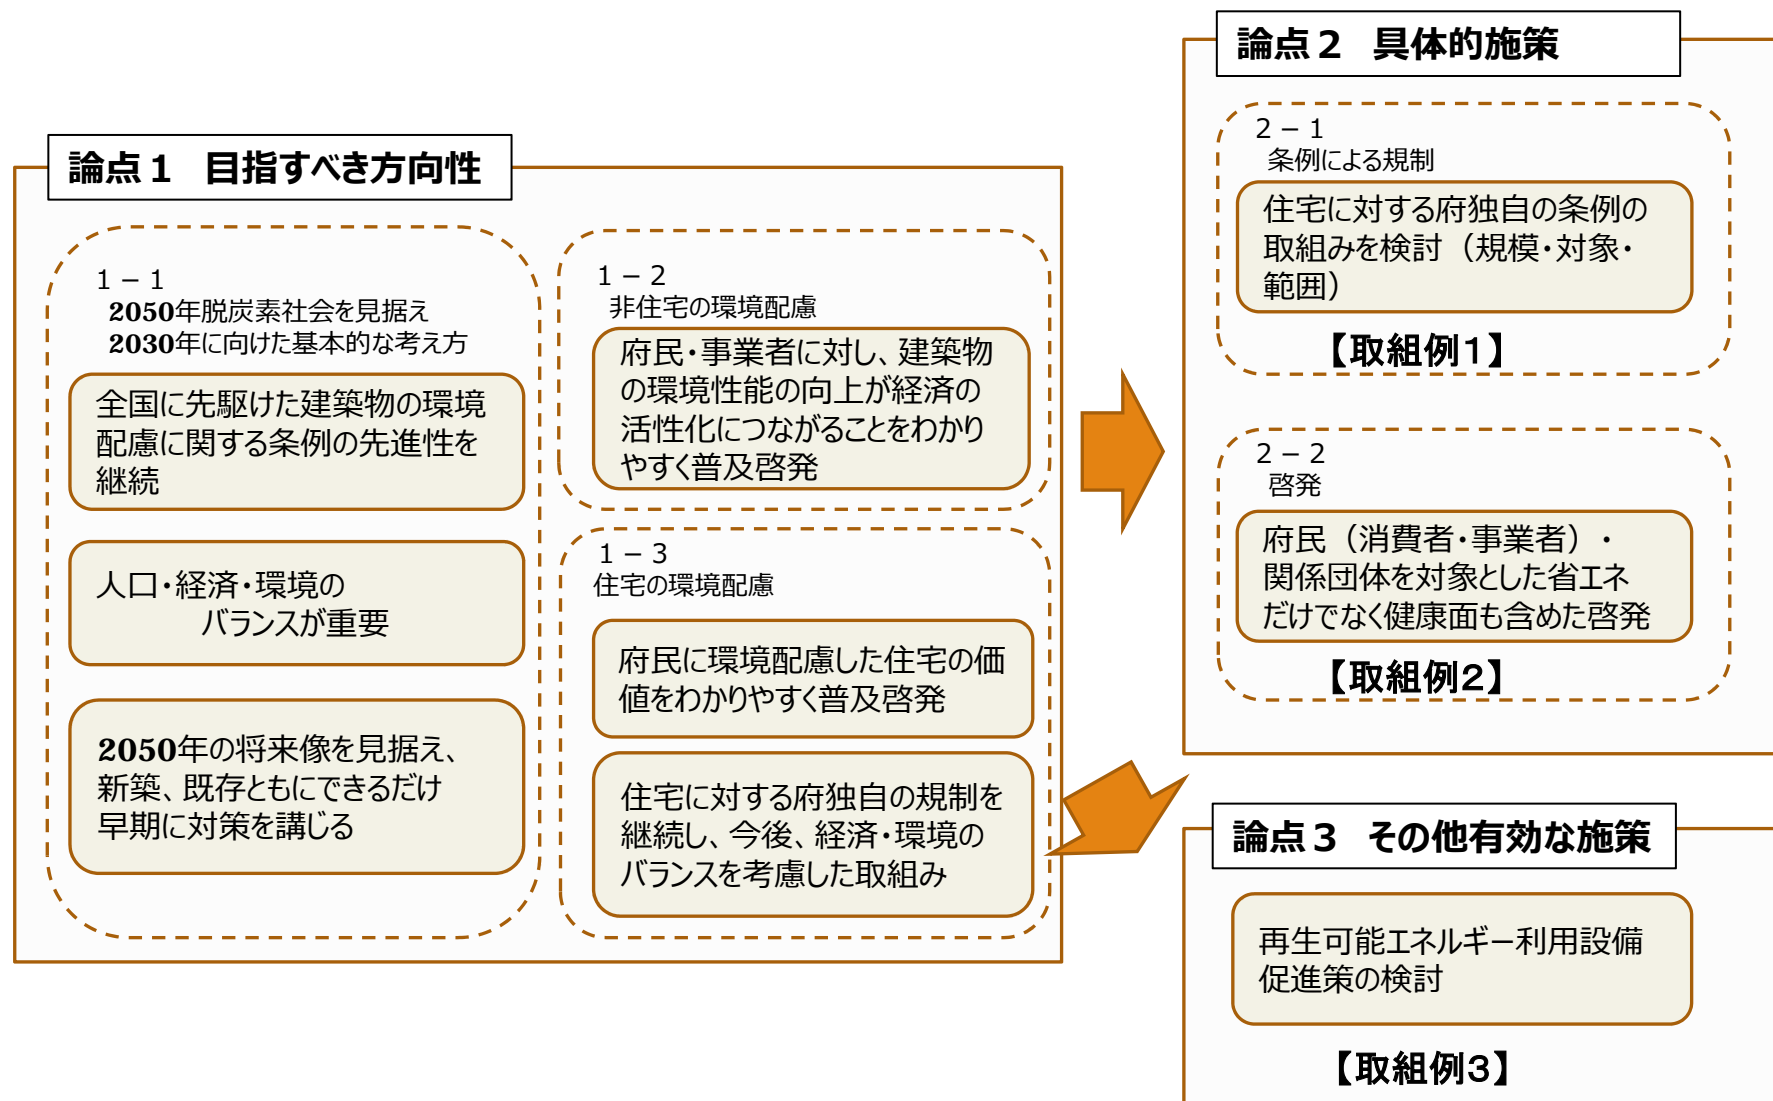 論点１　目指すべき方向性
１－１
2050年脱炭素社会を見据え
2030年に向けた基本的な考え方
全国に先駆けた建築物の環境
配慮に関する条例の先進性を
継続
人口・経済・環境の
バランスが重要
2050年の将来像を見据え、
新築、既存ともにできるだけ
早期に対策を講じる
１－２
非住宅の環境配慮
府民・事業者に対し、建築物
の環境性能の向上が経済の
活性化につながることをわかり
やすく普及啓発
１－３
住宅の環境配慮
府民に環境配慮した住宅の価
値をわかりやすく普及啓発
住宅に対する府独自の規制を
継続し、今後、経済・環境の
バランスを考慮した取組み
論点２　具体的施策
２－１
条例による規制
住宅に対する府独自の条例の
取組みを検討（規模・対象・
範囲）
【取組例１】
２－２
啓発
府民（消費者・事業者）・
関係団体を対象とした省エネ
だけでなく健康面も含めた啓発
【取組例２】
論点３　その他有効な施策
再生可能エネルギー利用設備
促進策の検討
【取組例３】